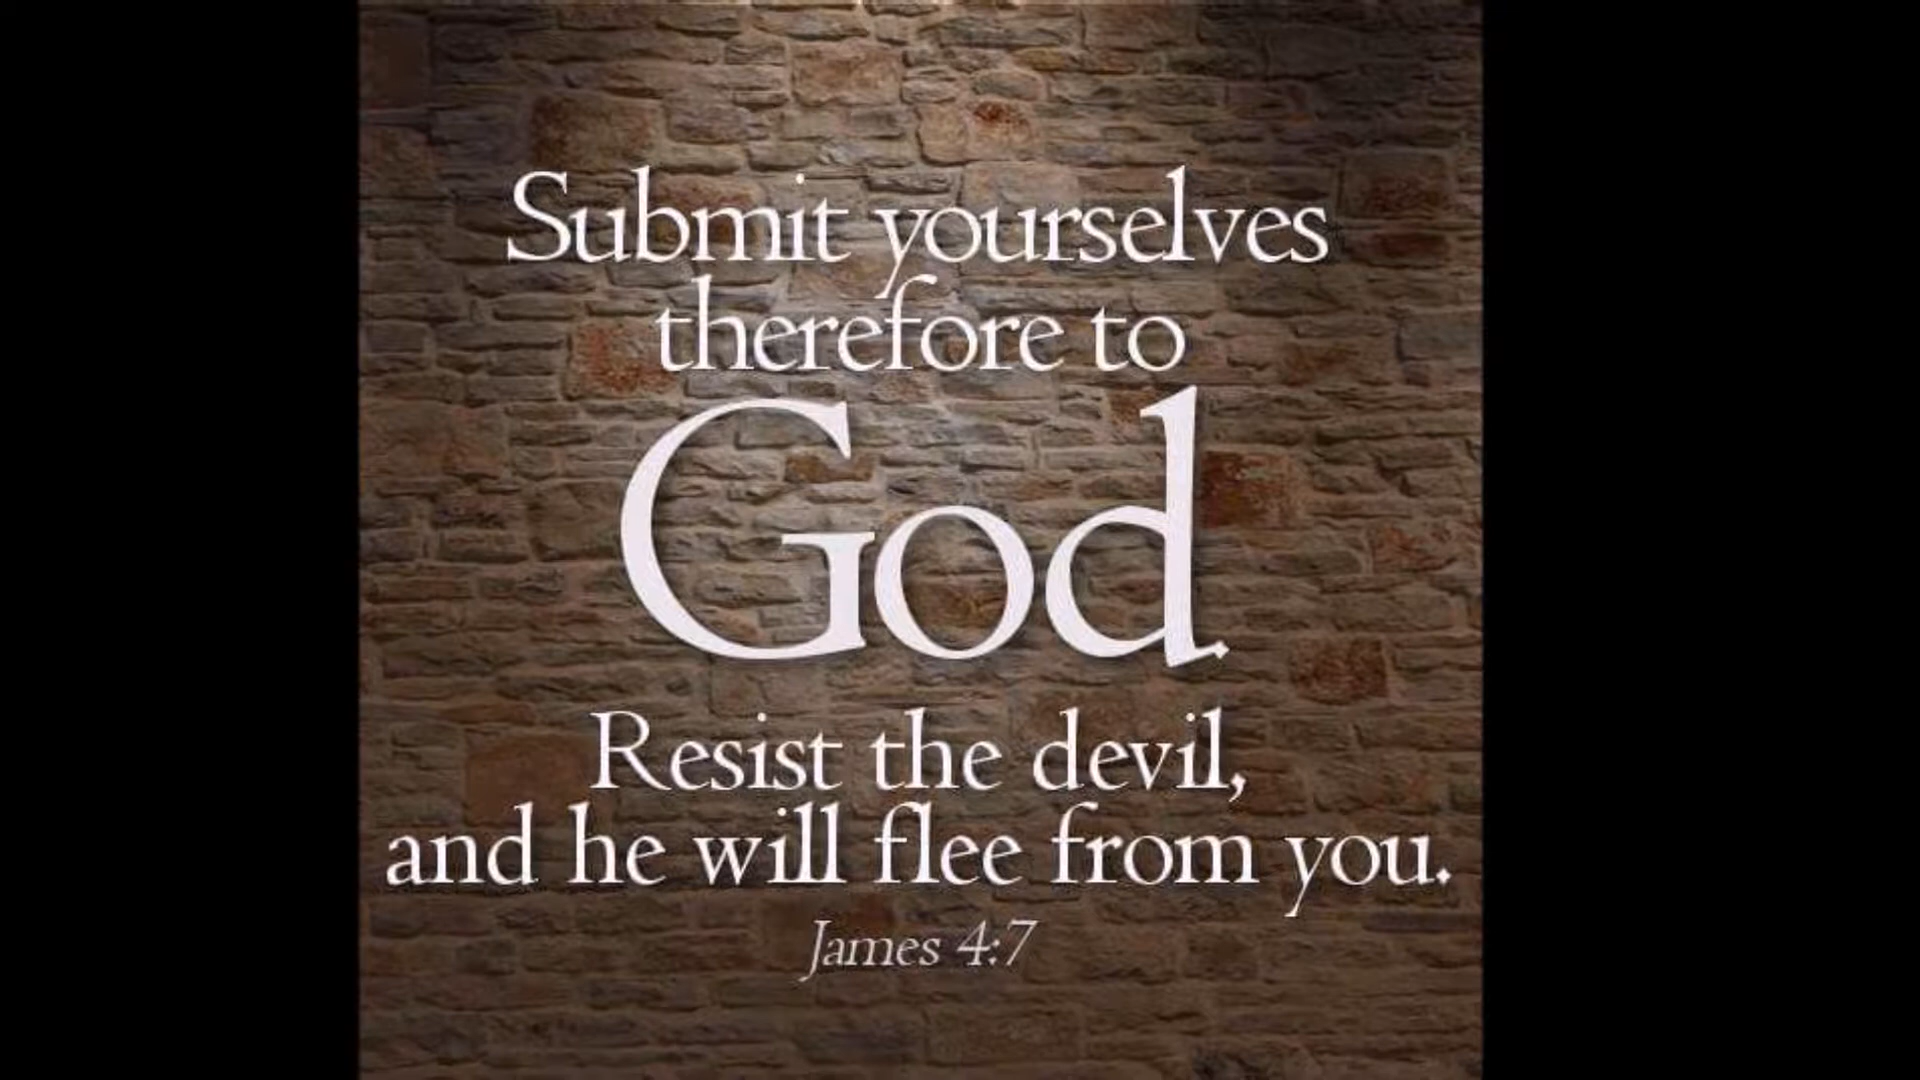 Submit yourselves
therefore to
God.
Resist the devil,
and he will flee from you.
James 4:7